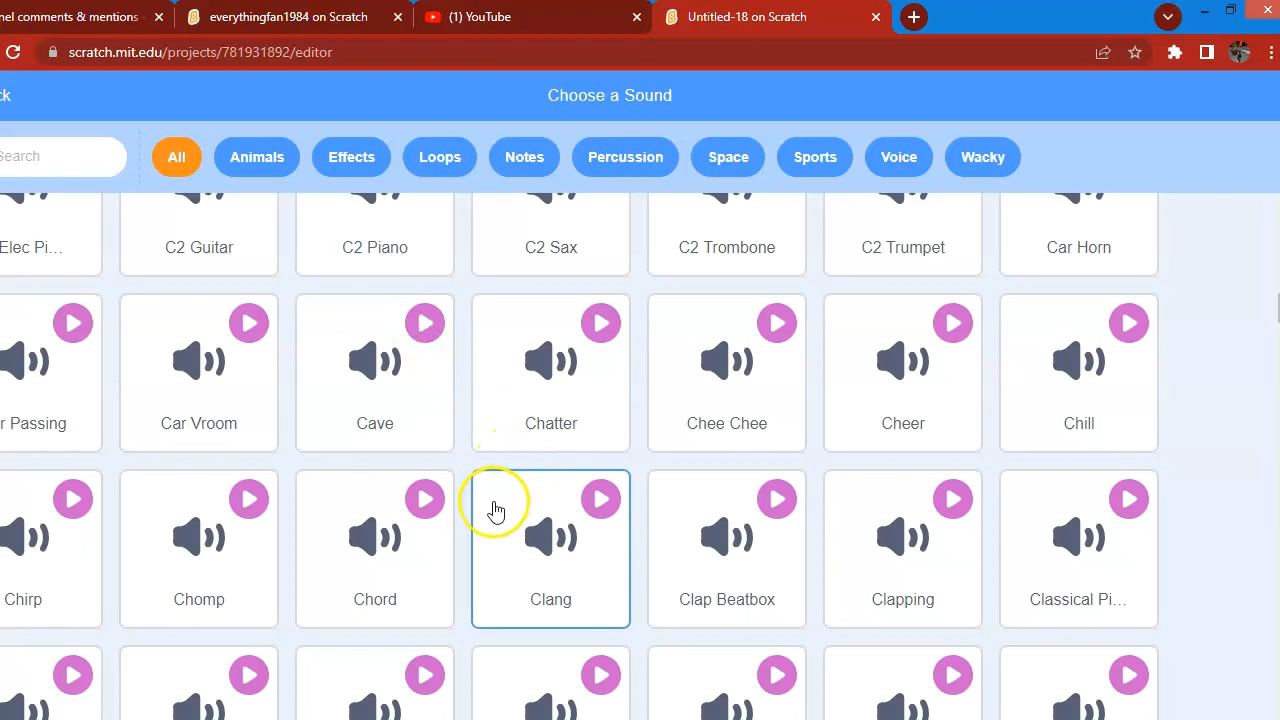 nel comments & mentions -
everythingfan1984 on Scratch
(1) YouTube
Untitled-18 on Scratch
scratch.mit.edu/projects/781931892/editor
ck
Choose a Sound
Search
All
Animals
Effects
Loops
Notes
Percussion
Space
Sports
Voice
Wacky
Elec Pi...
C2 Guitar
C2 Piano
C2 Sax
C2 Trombone
C2 Trumpet
Car Horn
r Passing
Car Vroom
Cave
Chatter
Chee Chee
Cheer
Chill
Chirp
Chomp
Chord
Clang
Clap Beatbox
Clapping
Classical Pi...